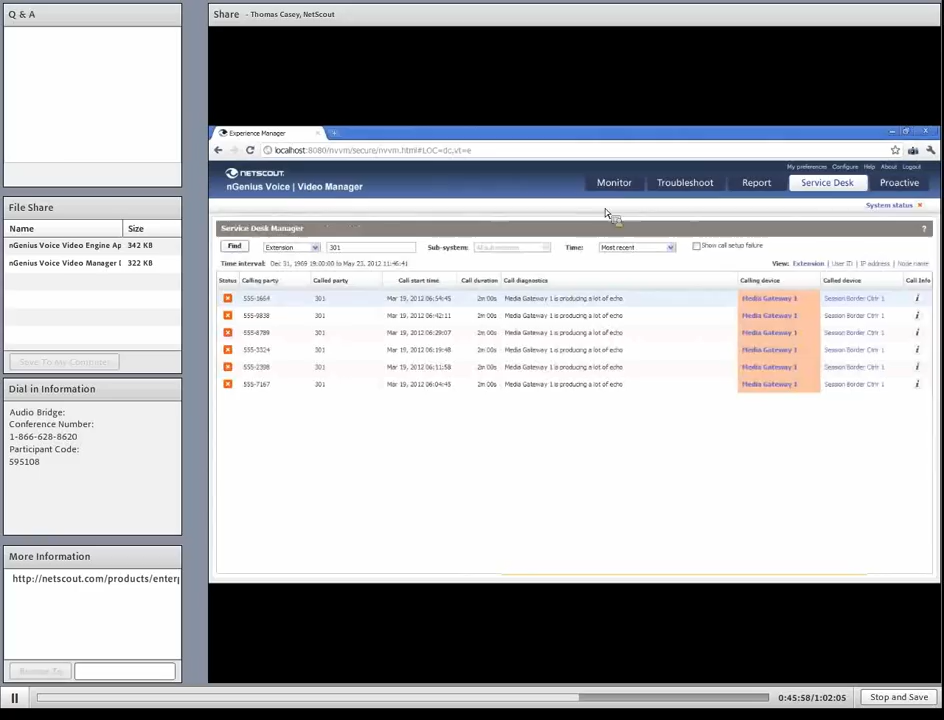 Q & A
File Share
Name Size
nGenius Voice Video Engine Ap 342 KB
nGenius Voice Video Manager 322 KB
Save To My Computer
Dial in Information
Audio Bridge:
Conference Number:
1-866-628-8620
Participant Code:
595108
More Information
http://netscout.com/products/enter
Browse To
Share - Thomas Casey, NetScout
Experience Manager
localhost:8080/nvvm/secure/nvvm.html#LOC=dc,vt=e
NETSCOUT
nGenius Voice | Video Manager
My preferences Configure Help About Logout
Monitor Troubleshoot Report Service Desk Proactive
System status
Service Desk Manager ?
Find Extension 301 Sub-system: Time: Most recent Show call setup failure
Time interval: Dec 31, 1969 19:00:00 to May 23, 2012 11:46:41 View: Extension | User ID | IP address | Node name
Status Calling party Called party Call start time Call duration Call diagnostics Calling device Called device Call Info
555-1664 301 Mar 19, 2012 06:54:45 2m 00s Media Gateway 1 is producing a lot of echo Media Gateway 1 Session Border Ctrlr 1 i
555-9838 301 Mar 19, 2012 06:42:11 2m 00s Media Gateway 1 is producing a lot of echo Media Gateway 1 Session Border Ctrlr 1 i
555-8789 301 Mar 19, 2012 06:29:07 2m 00s Media Gateway 1 is producing a lot of echo Media Gateway 1 Session Border Ctrlr 1 i
555-3324 301 Mar 19, 2012 06:19:48 2m 00s Media Gateway 1 is producing a lot of echo Media Gateway 1 Session Border Ctrlr 1 i
555-2398 301 Mar 19, 2012 06:11:58 2m 00s Media Gateway 1 is producing a lot of echo Media Gateway 1 Session Border Ctrlr 1 i
555-7167 301 Mar 19, 2012 06:04:45 2m 00s Media Gateway 1 is producing a lot of echo Media Gateway 1 Session Border Ctrlr 1 i
0:45:58/1:02:05 Stop and Save